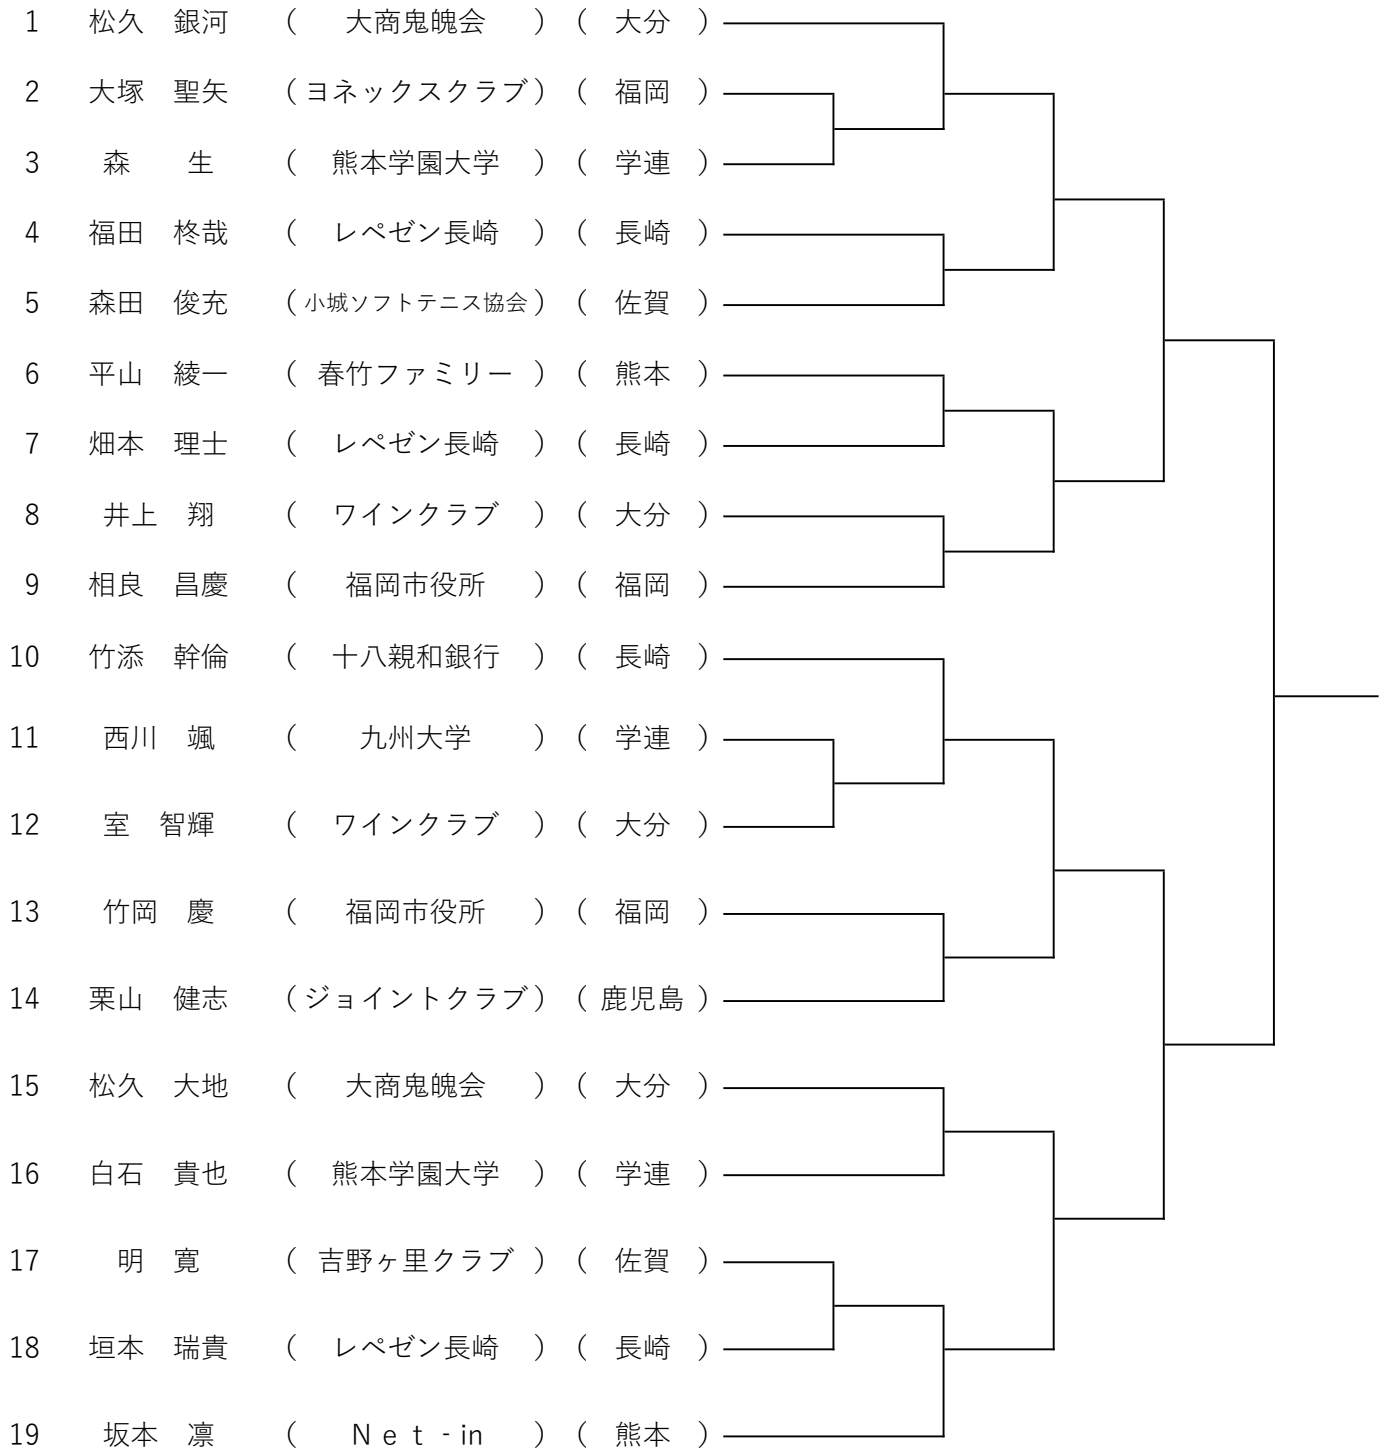 1 松久 銀河 ( 大商鬼魄会 ) ( 大分 )
2 大塚 聖矢 (ヨネックスクラブ) ( 福岡 )
3 森 生 ( 熊本学園大学 ) ( 学連 )
4 福田 柊哉 ( レペゼン長崎 ) ( 長崎 )
5 森田 俊充 (小城ソフトテニス協会) ( 佐賀 )
6 平山 綾一 ( 春竹ファミリー ) ( 熊本 )
7 畑本 理士 ( レペゼン長崎 ) ( 長崎 )
8 井上 翔 ( ワインクラブ ) ( 大分 )
9 相良 昌慶 ( 福岡市役所 ) ( 福岡 )
10 竹添 幹倫 ( 十八親和銀行 ) ( 長崎 )
11 西川 颯 ( 九州大学 ) ( 学連 )
12 室 智輝 ( ワインクラブ ) ( 大分 )
13 竹岡 慶 ( 福岡市役所 ) ( 福岡 )
14 栗山 健志 (ジョイントクラブ) ( 鹿児島 )
15 松久 大地 ( 大商鬼魄会 ) ( 大分 )
16 白石 貴也 ( 熊本学園大学 ) ( 学連 )
17 明 寛 ( 吉野ヶ里クラブ ) ( 佐賀 )
18 垣本 瑞貴 ( レペゼン長崎 ) ( 長崎 )
19 坂本 凛 ( Ｎｅｔ‐in ) ( 熊本 )